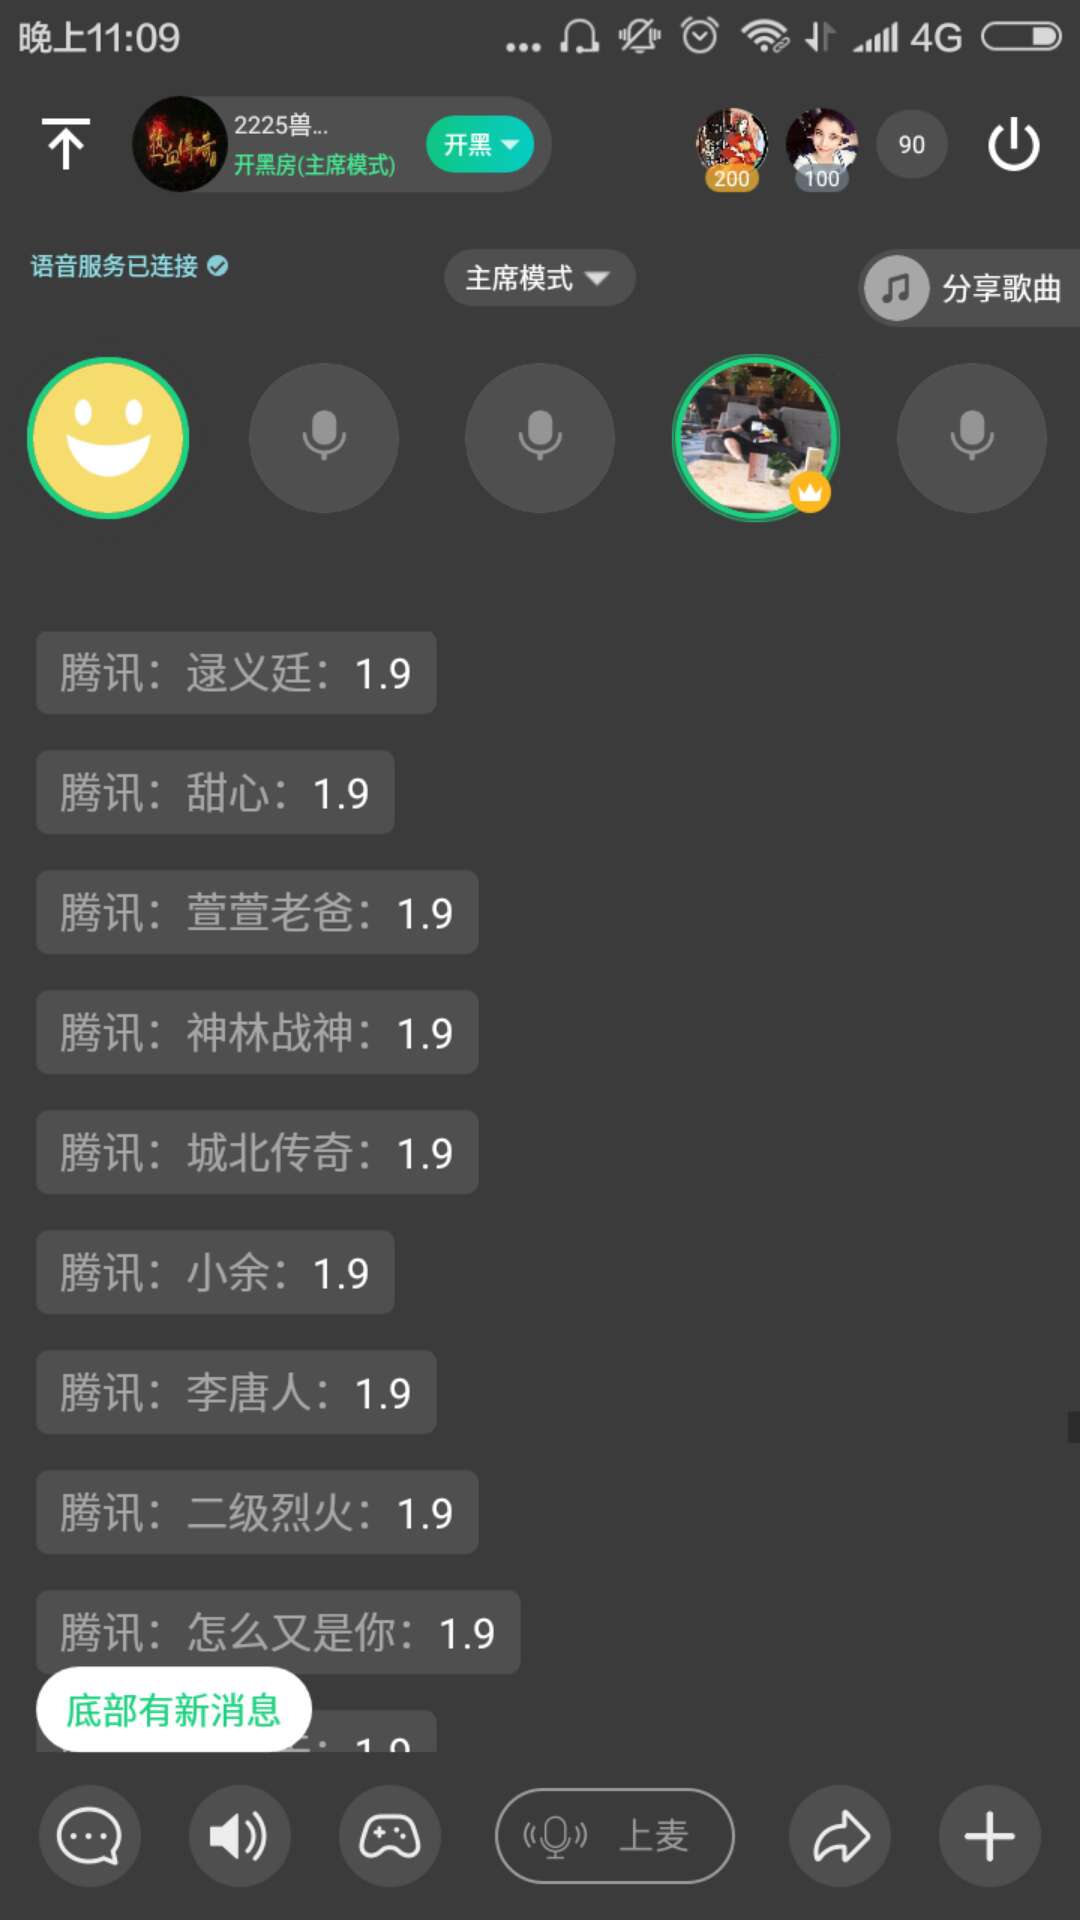 晚上11:09
4G
热血传奇
2225兽...
开黑房(主席模式)
开黑
200
100
90
语音服务已连接
主席模式
分享歌曲
腾讯：逯义廷：1.9
腾讯：甜心：1.9
腾讯：萱萱老爸：1.9
腾讯：神林战神：1.9
腾讯：城北传奇：1.9
腾讯：小余：1.9
腾讯：李唐人：1.9
腾讯：二级烈火：1.9
腾讯：怎么又是你：1.9
底部有新消息
1.9
上麦